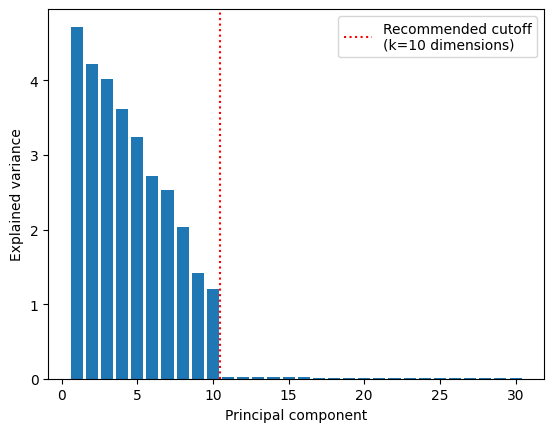 Recommended cutoff
(k=10 dimensions)
Explained variance
4
3
2
1
0
0 5 10 15 20 25 30
Principal component